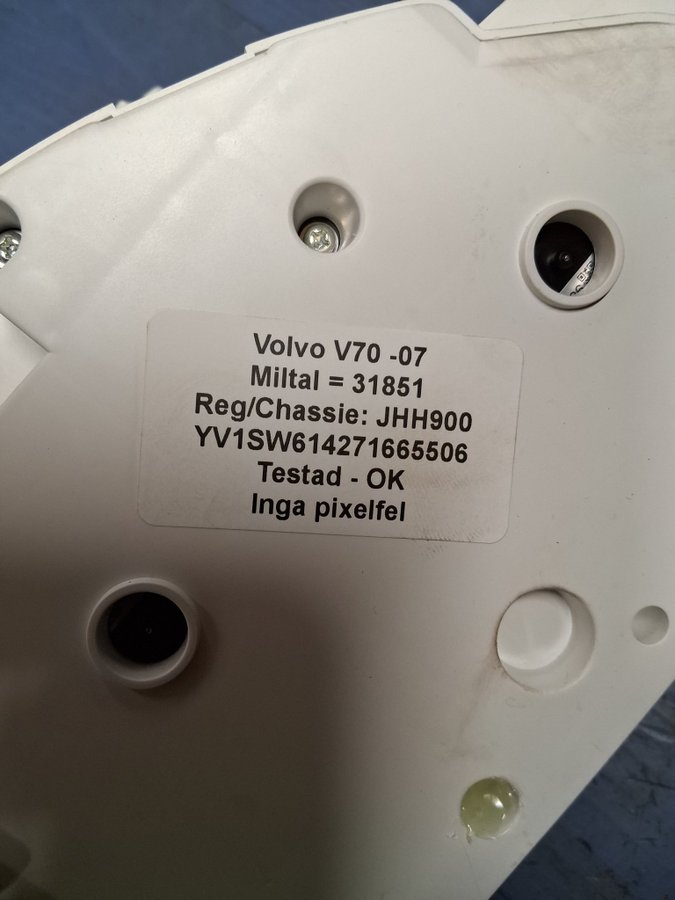 Volvo V70 -07
Miltal = 31851
Reg/Chassie: JHH900
YV1SW614271665506
Testad - OK
Inga pixelfel